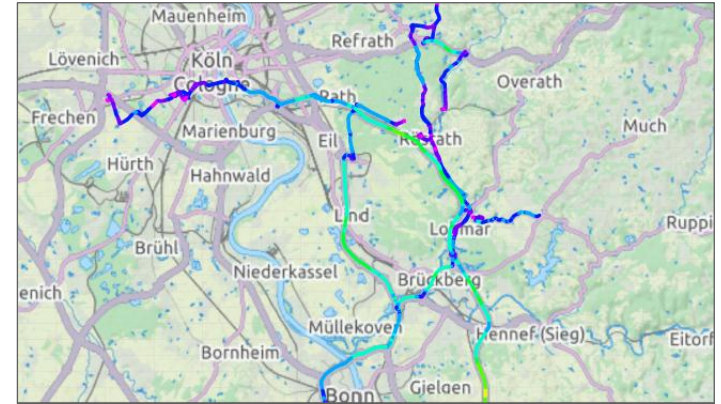 Mauenheim
Refrath
Lövenich
Köln
Cologne
Overath
Rath
Frechen
Marienburg
Eil
Rösrath
Much
Hürth
Hahnwald
Lind
Lohmar
Ruppi
Brühl
Niederkassel
Brückberg
enich
Müllekoven
Hennef (Sieg)
Eitorf
Bornheim
Bonn